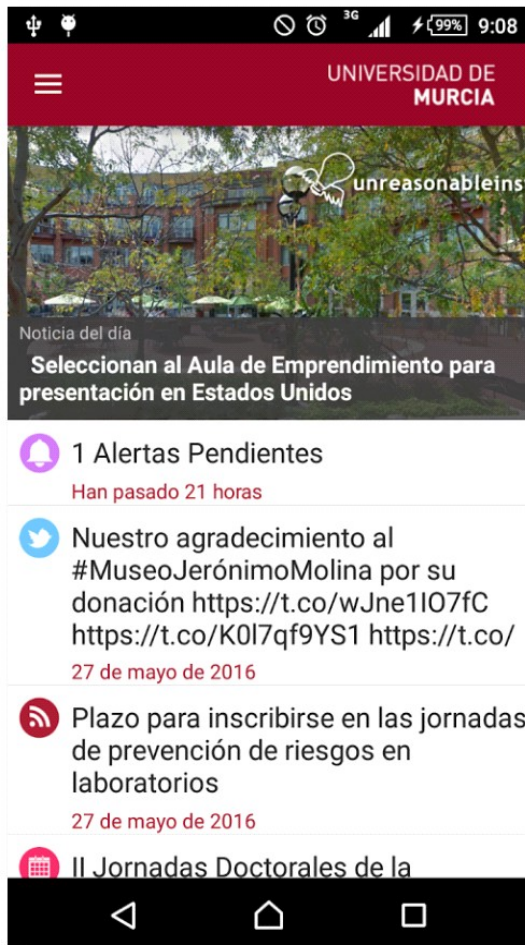 3G
99%
9:08
UNIVERSIDAD DE
MURCIA
unreasonableins
Noticia del día
Seleccionan al Aula de Emprendimiento para
presentación en Estados Unidos
1 Alertas Pendientes
Han pasado 21 horas
Nuestro agradecimiento al
#MuseoJerónimoMolina por su
donación https://t.co/wJne1IO7fC
https://t.co/K0l7qf9YS1 https://t.co/
27 de mayo de 2016
Plazo para inscribirse en las jornadas
de prevención de riesgos en
laboratorios
27 de mayo de 2016
II Jornadas Doctorales de la